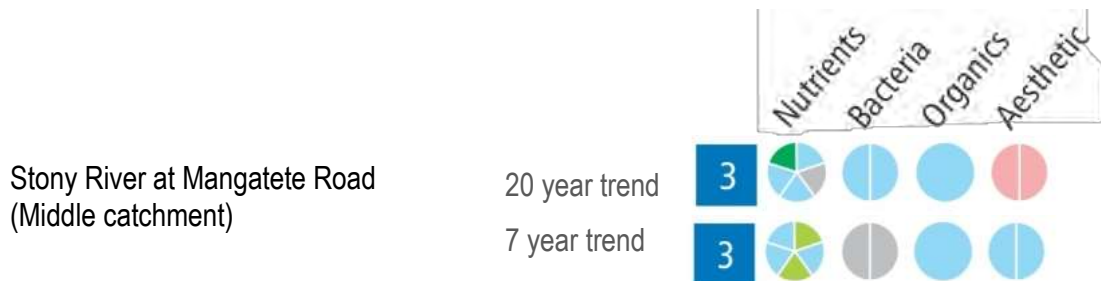 Nutrients
Bacteria
Organics
Aesthetic
Stony River at Mangatete Road
(Middle catchment)
20 year trend
3
7 year trend
3